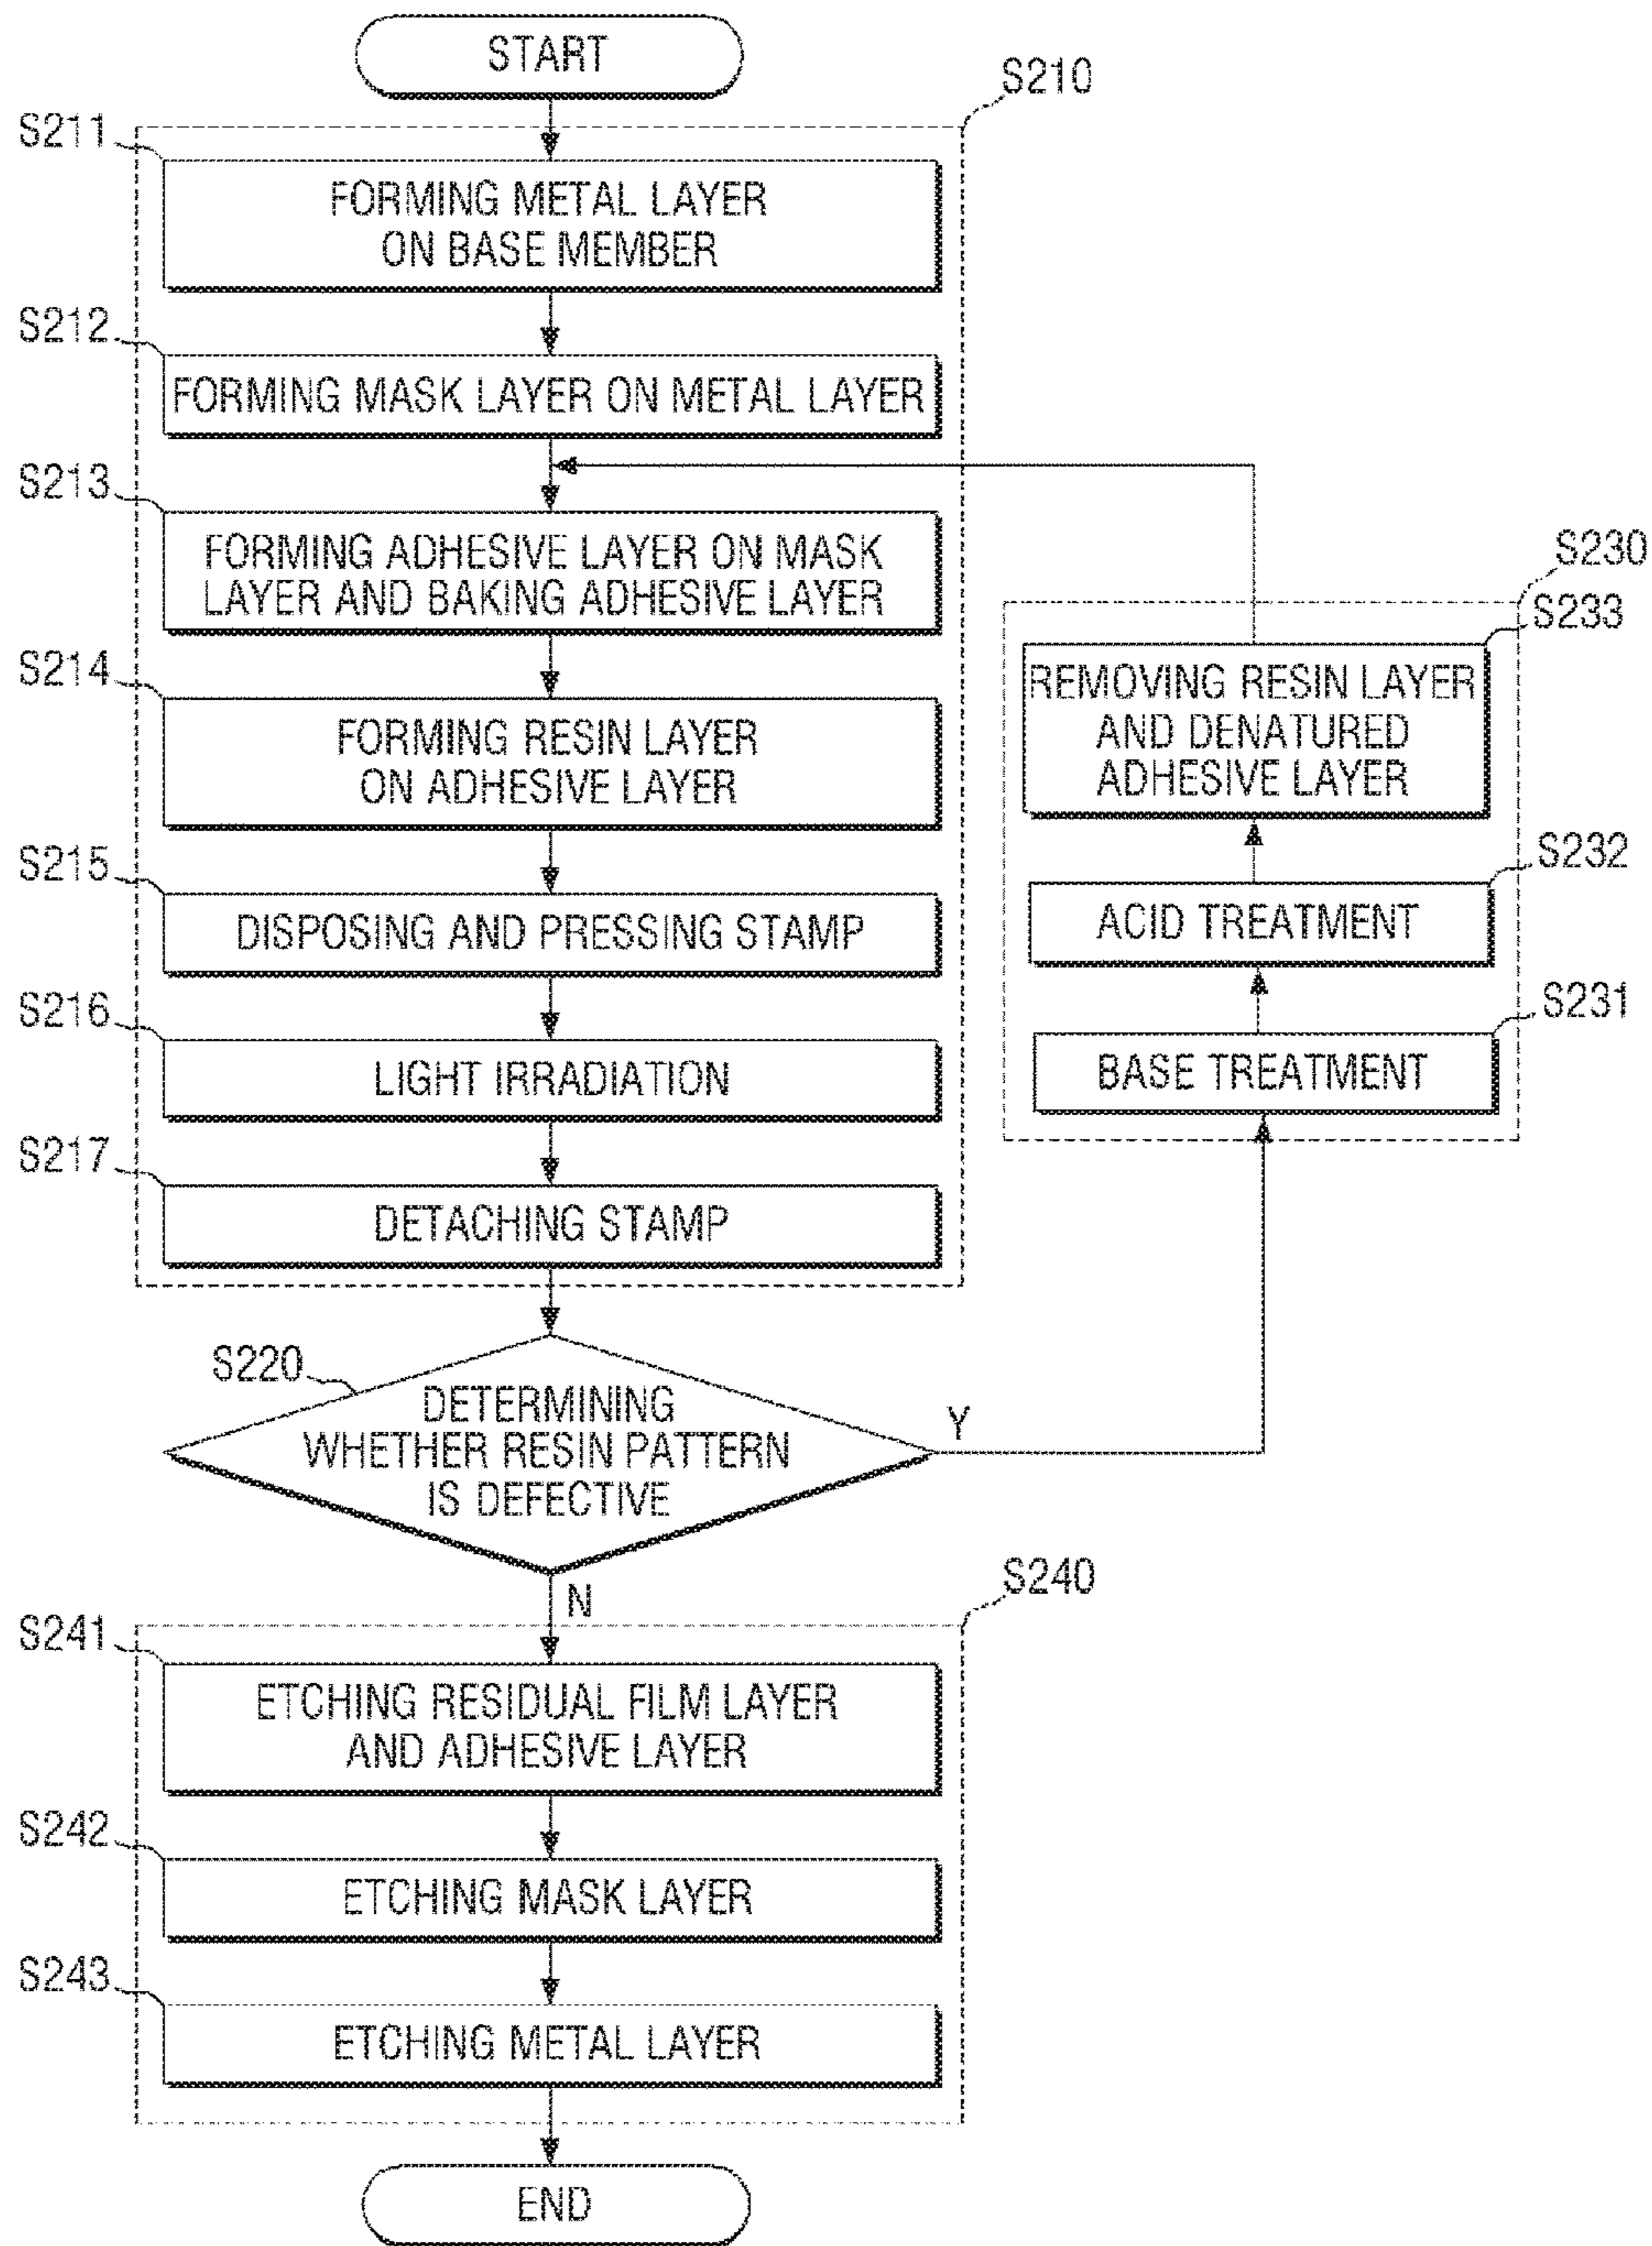 START
S210
S211
FORMING METAL LAYER
ON BASE MEMBER
S212
FORMING MASK LAYER ON METAL LAYER
S213
FORMING ADHESIVE LAYER ON MASK
LAYER AND BAKING ADHESIVE LAYER
S214
FORMING RESIN LAYER
ON ADHESIVE LAYER
S215
DISPOSING AND PRESSING STAMP
S216
LIGHT IRRADIATION
S217
DETACHING STAMP
S220
DETERMINING
WHETHER RESIN PATTERN
IS DEFECTIVE
Y
N
S230
S233
REMOVING RESIN LAYER
AND DENATURED
ADHESIVE LAYER
S232
ACID TREATMENT
S231
BASE TREATMENT
S240
S241
ETCHING RESIDUAL FILM LAYER
AND ADHESIVE LAYER
S242
ETCHING MASK LAYER
S243
ETCHING METAL LAYER
END